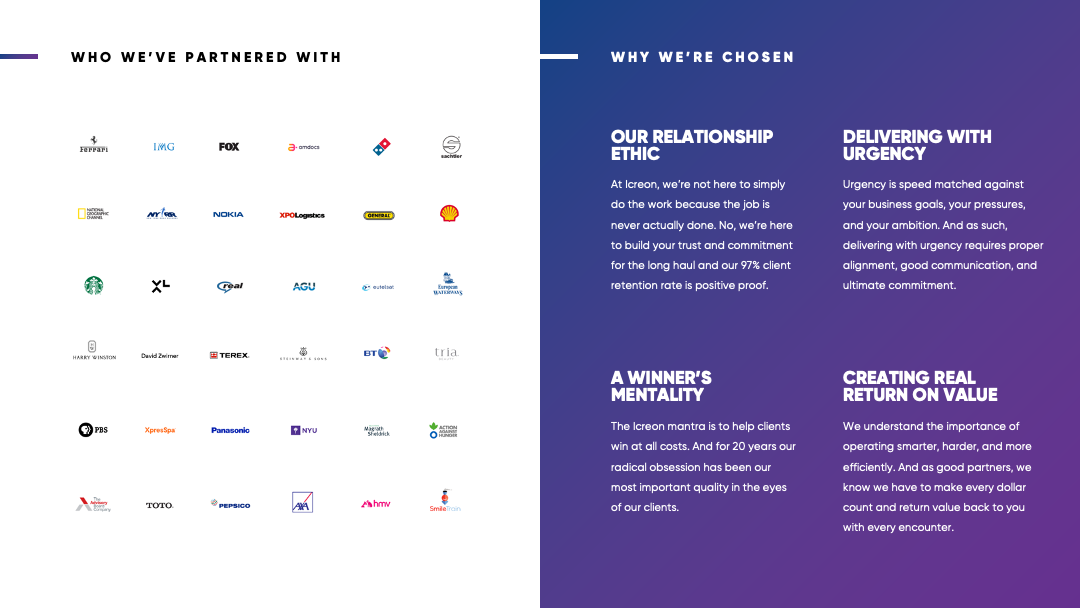 WHO WE'VE PARTNERED WITH
Ferrari
IMG
FOX
amdocs
sachtler
NATIONAL
GEOGRAPHIC
CHANNEL
NY
NOKIA
XPOLogistics
GENERAL
XL
real
AGU
eutelsat
European
WATERWAYS
HARRY WINSTON
David Zwirner
TEREX
STEINWAY & SONS
BT
tria
PBS
XpresSpa
Panasonic
NYU
Magrath
Sheldrick
ACTION
AGAINST
HUNGER
The
Advisory
Board
Company
TOTO
PEPSICO
AXA
hmv
SmileTrain
WHY WE'RE CHOSEN
OUR RELATIONSHIP
ETHIC
At Icreon, we're not here to simply
do the work because the job is
never actually done. No, we're here
to build your trust and commitment
for the long haul and our 97% client
retention rate is positive proof.
DELIVERING WITH
URGENCY
Urgency is speed matched against
your business goals, your pressures,
and your ambition. And as such,
delivering with urgency requires proper
alignment, good communication, and
ultimate commitment.
A WINNER'S
MENTALITY
The Icreon mantra is to help clients
win at all costs. And for 20 years our
radical obsession has been our
most important quality in the eyes
of our clients.
CREATING REAL
RETURN ON VALUE
We understand the importance of
operating smarter, harder, and more
efficiently. And as good partners, we
know we have to make every dollar
count and return value back to you
with every encounter.